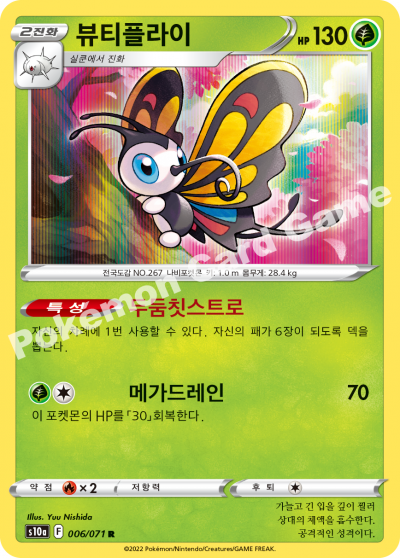 2진화
뷰티플라이
HP 130
실쿤에서 진화
전국도감 NO.267 나비포켓몬 키: 1.0 m 몸무게: 28.4 kg
특성 두둠칫스트로
자신의 차례에 1번 사용할 수 있다. 자신의 패가 6장이 되도록 덱을
뽑는다.
메가드레인 70
이 포켓몬의 HP를 「30」회복한다.
약점 ×2 저항력 후퇴
Illus. Yuu Nishida
s10a F 006/071 R
가늘고 긴 입을 깊이 찔러
상대의 체액을 흡수한다.
공격적인 성격이다.
©2022 Pokémon/Nintendo/Creatures/GAME FREAK.
Pokémon Card Game